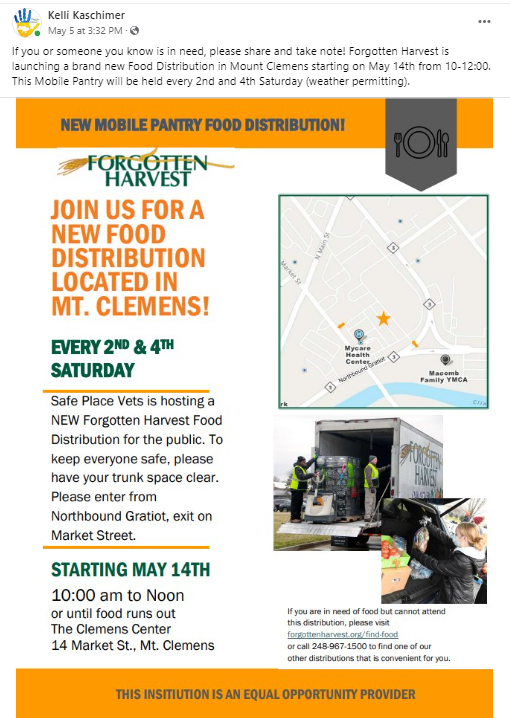 Kelli Kaschimer
May 5 at 3:32 PM ·
If you or someone you know is in need, please share and take note! Forgotten Harvest is
launching a brand new Food Distribution in Mount Clemens starting on May 14th from 10-12:00.
This Mobile Pantry will be held every 2nd and 4th Saturday (weather permitting).
NEW MOBILE PANTRY FOOD DISTRIBUTION!
FORGOTTEN
HARVEST
JOIN US FOR A
NEW FOOD
DISTRIBUTION
LOCATED IN
MT. CLEMENS!
EVERY 2ND & 4TH
SATURDAY
Safe Place Vets is hosting a
NEW Forgotten Harvest Food
Distribution for the public. To
keep everyone safe, please
have your trunk space clear.
Please enter from
Northbound Gratiot, exit on
Market Street.
STARTING MAY 14TH
10:00 am to Noon
or until food runs out
The Clemens Center
14 Market St., Mt. Clemens
N Main St
Market St
3
3
3
3
H
Mycare
Health
Center
Northbound Gratiot
Macomb
Family YMCA
rk
Clin
FORGOTTEN
HARVEST
If you are in need of food but cannot attend
this distribution, please visit
forgottenharvest.org/find-food
or call 248-967-1500 to find one of our
other distributions that is convenient for you.
THIS INSITIUTION IS AN EQUAL OPPORTUNITY PROVIDER